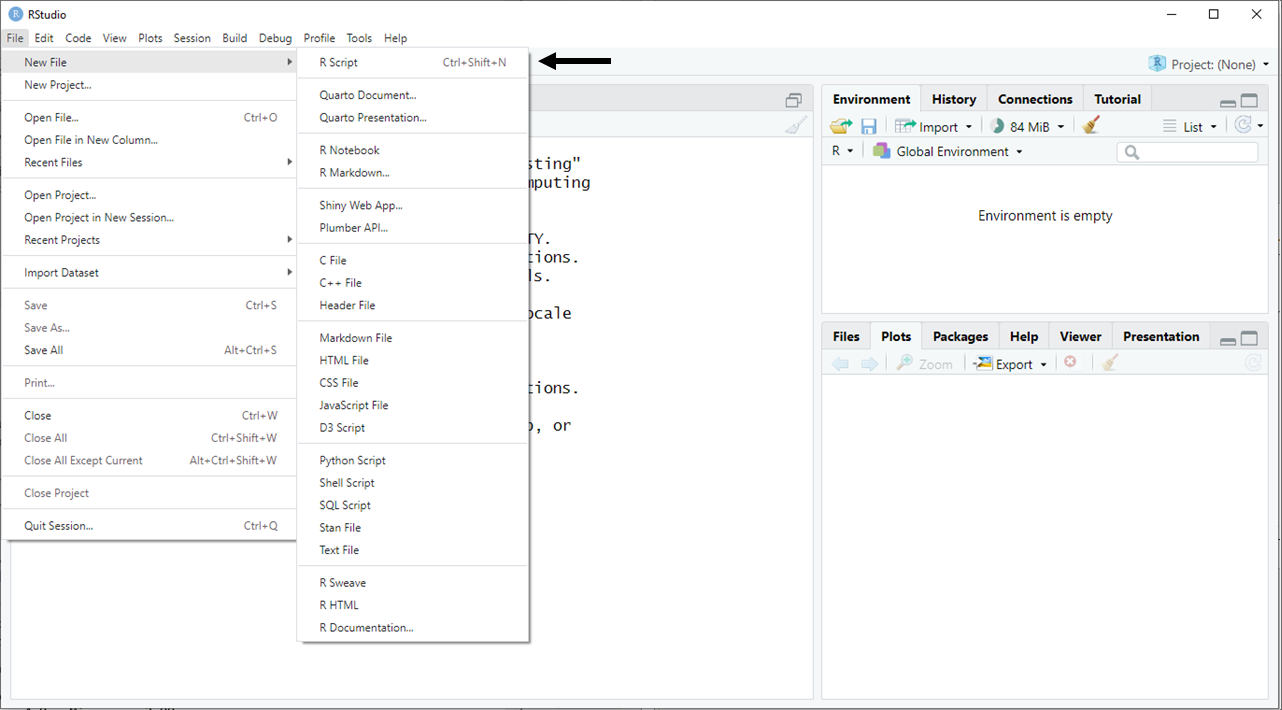 RStudio
File Edit Code View Plots Session Build Debug Profile Tools Help
Project: (None)
New File
New Project...
Open File... Ctrl+O
Open File in New Column...
Recent Files
Open Project...
Open Project in New Session...
Recent Projects
Import Dataset
Save Ctrl+S
Save As...
Save All Alt+Ctrl+S
Print...
Close Ctrl+W
Close All Ctrl+Shift+W
Close All Except Current Alt+Ctrl+Shift+W
Close Project
Quit Session... Ctrl+Q
R Script Ctrl+Shift+N
Quarto Document...
Quarto Presentation...
R Notebook
R Markdown...
Shiny Web App...
Plumber API...
C File
C++ File
Header File
Markdown File
HTML File
CSS File
JavaScript File
D3 Script
Python Script
Shell Script
SQL Script
Stan File
Text File
R Sweave
R HTML
R Documentation...
sting"
mputing
TY.
tions.
ls.
ocale
tions.
, or
Environment History Connections Tutorial
Import 84 MiB List
R Global Environment
Environment is empty
Files Plots Packages Help Viewer Presentation
Zoom Export